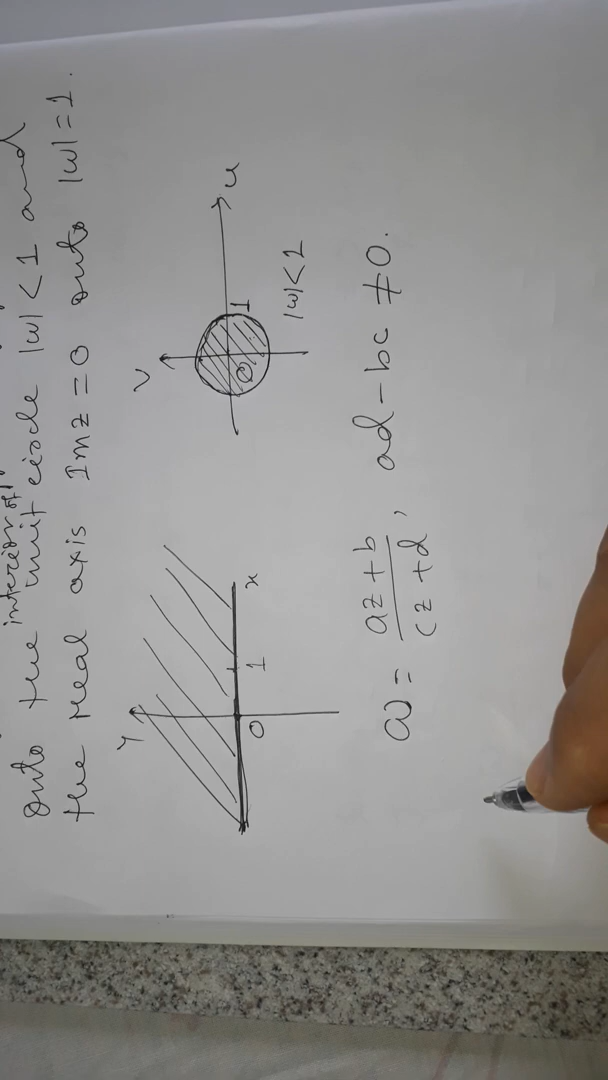 onto the interior of unit circle |w| < 1 and
the real axis Imz = 0 onto |w| = 1.
Y
0
1
x
V
0
1
u
|w| < 1
ω = az + b / cz + d , ad - bc ≠ 0.